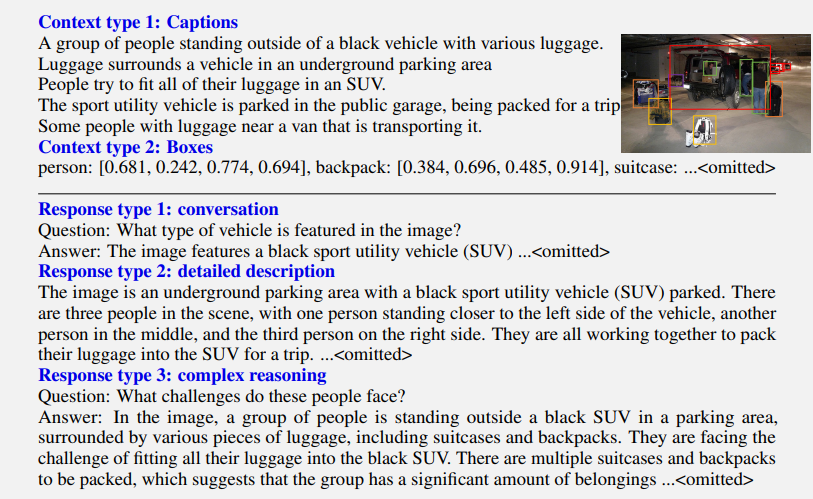 Context type 1: Captions
A group of people standing outside of a black vehicle with various luggage.
Luggage surrounds a vehicle in an underground parking area
People try to fit all of their luggage in an SUV.
The sport utility vehicle is parked in the public garage, being packed for a trip
Some people with luggage near a van that is transporting it.
Context type 2: Boxes
person: [0.681, 0.242, 0.774, 0.694], backpack: [0.384, 0.696, 0.485, 0.914], suitcase: ...<omitted>
Response type 1: conversation
Question: What type of vehicle is featured in the image?
Answer: The image features a black sport utility vehicle (SUV) ...<omitted>
Response type 2: detailed description
The image is an underground parking area with a black sport utility vehicle (SUV) parked. There
are three people in the scene, with one person standing closer to the left side of the vehicle, another
person in the middle, and the third person on the right side. They are all working together to pack
their luggage into the SUV for a trip. ...<omitted>
Response type 3: complex reasoning
Question: What challenges do these people face?
Answer: In the image, a group of people is standing outside a black SUV in a parking area,
surrounded by various pieces of luggage, including suitcases and backpacks. They are facing the
challenge of fitting all their luggage into the black SUV. There are multiple suitcases and backpacks
to be packed, which suggests that the group has a significant amount of belongings ...<omitted>